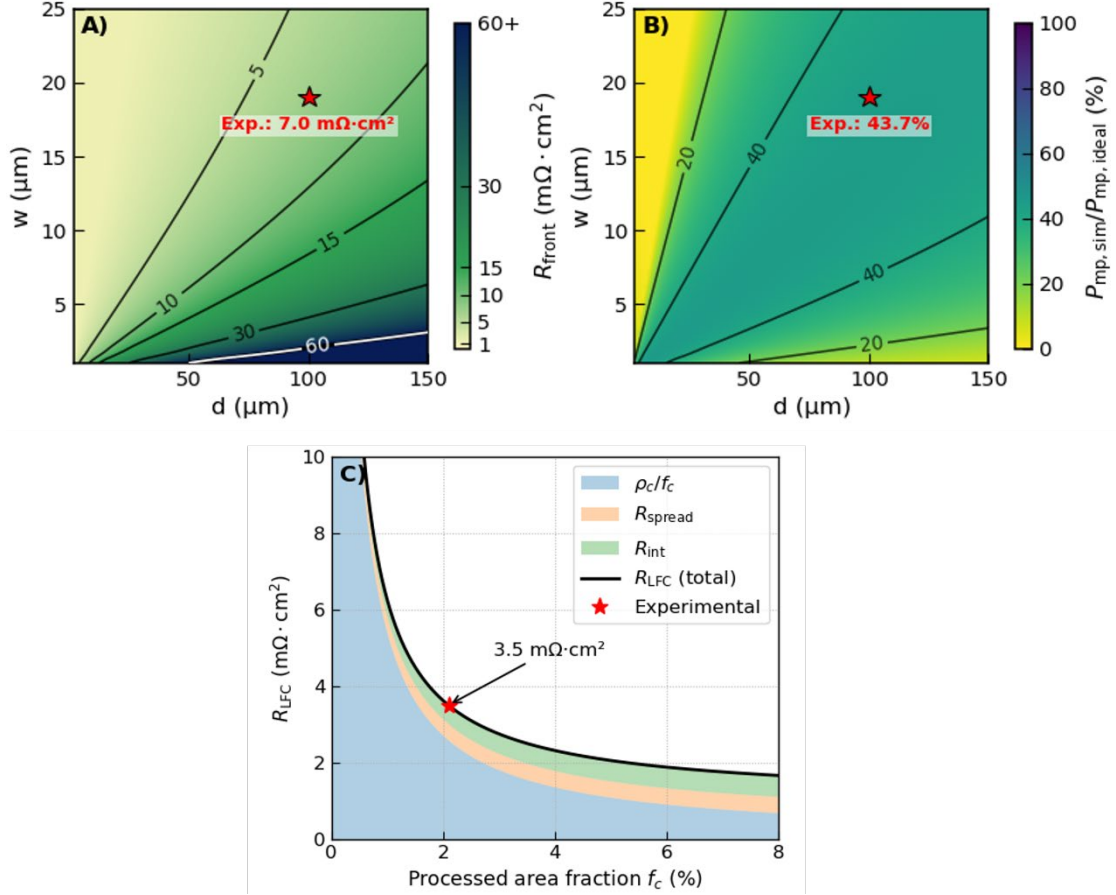 A)
25
20
15
10
5
w (μm)
50
100
150
d (μm)
5
10
15
30
60
Exp.: 7.0 mΩ·cm²
60+
30
15
10
5
1
R_front (mΩ · cm²)
B)
25
20
15
10
5
w (μm)
50
100
150
d (μm)
20
40
40
20
Exp.: 43.7%
100
80
60
40
20
0
P_mp, sim/P_mp, ideal (%)
C)
10
8
6
4
2
0
R_LFC (mΩ · cm²)
ρ_c/f_c
R_spread
R_int
R_LFC (total)
Experimental
3.5 mΩ·cm²
0
2
4
6
8
Processed area fraction f_c (%)